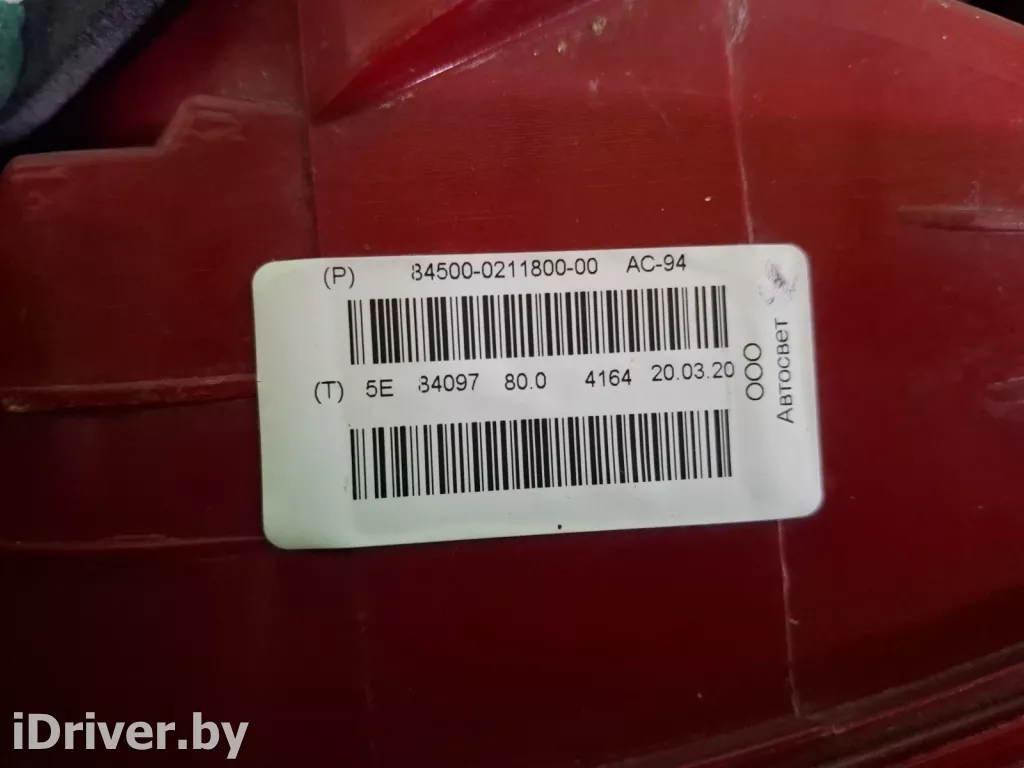 (P) 84500-0211800-00 AC-94
(T) 5E 84097 80.0 4164 20.03.20
ООО
Автосвет
iDriver.by